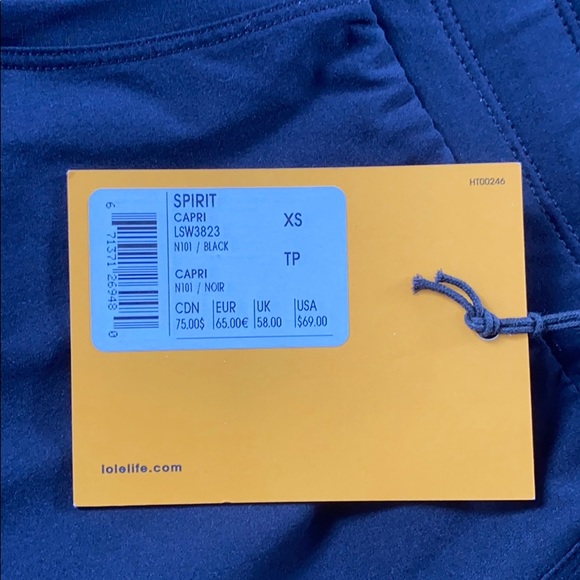 HT00246
SPIRIT
CAPRI XS
LSW3823
N101 / BLACK
TP
CAPRI
N101 / NOIR
CDN EUR UK USA
75.00$ 65.00€ 58.00 $69.00
6 71371 26948 0
lolelife.com